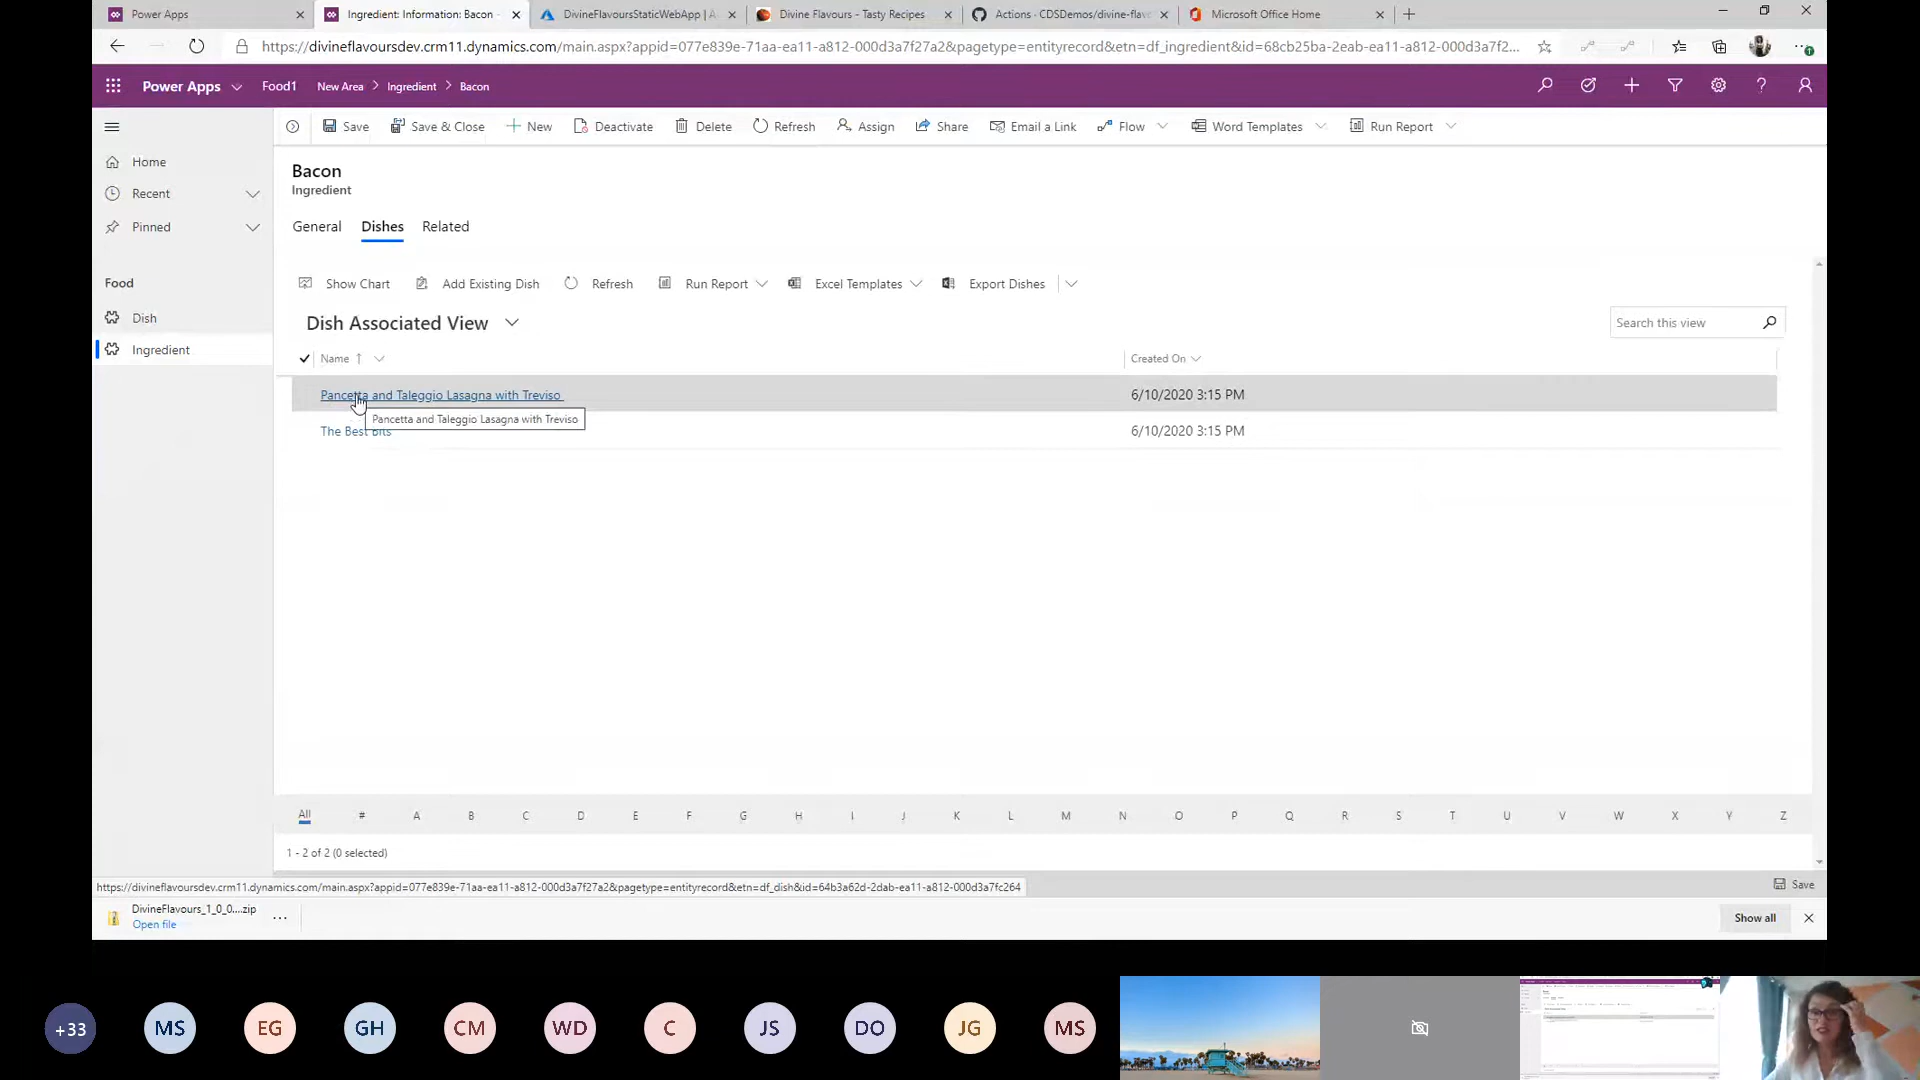 Power Apps
Ingredient: Information: Bacon -
DivineFlavoursStaticWebApp | A
Divine Flavours - Tasty Recipes
Actions · CDSDemos/divine-flav
Microsoft Office Home
https://divineflavoursdev.crm11.dynamics.com/main.aspx?appid=077e839e-71aa-ea11-a812-000d3a7f27a2&pagetype=entityrecord&etn=df_ingredient&id=68cb25ba-2eab-ea11-a812-000d3a7f2...
Power Apps Food1 New Area > Ingredient > Bacon
Save Save & Close New Deactivate Delete Refresh Assign Share Email a Link Flow Word Templates Run Report
Home
Recent
Pinned
Food
Dish
Ingredient
Bacon
Ingredient
General Dishes Related
Show Chart Add Existing Dish Refresh Run Report Excel Templates Export Dishes
Dish Associated View
Search this view
Name ↑ Created On
Pancetta and Taleggio Lasagna with Treviso 6/10/2020 3:15 PM
Pancetta and Taleggio Lasagna with Treviso
The Best Bits 6/10/2020 3:15 PM
All # A B C D E F G H I J K L M N O P Q R S T U V W X Y Z
1 - 2 of 2 (0 selected)
https://divineflavoursdev.crm11.dynamics.com/main.aspx?appid=077e839e-71aa-ea11-a812-000d3a7f27a2&pagetype=entityrecord&etn=df_dish&id=64b3a62d-2dab-ea11-a812-000d3a7fc264
Save
DivineFlavours_1_0_0....zip
Open file
Show all
+33 MS EG GH CM WD C JS DO JG MS